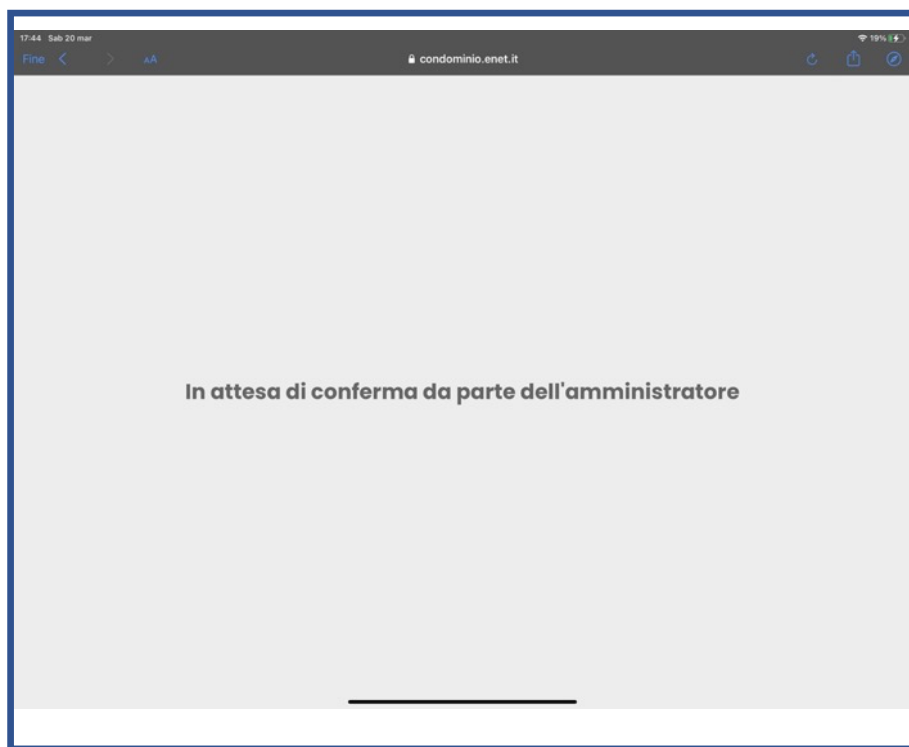 17:44 Sab 20 mar
19%
Fine
AA
condominio.enet.it
In attesa di conferma da parte dell'amministratore